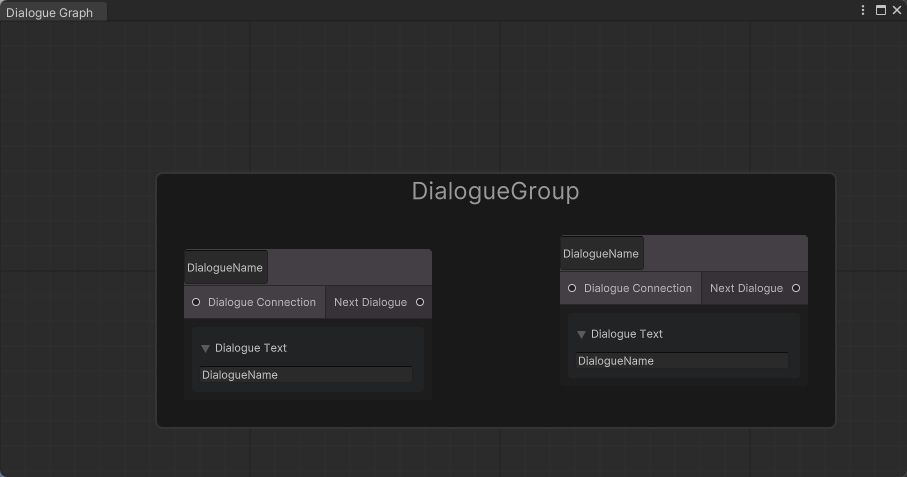 Dialogue Graph
DialogueGroup
DialogueName
Dialogue Connection
Next Dialogue
Dialogue Text
DialogueName
DialogueName
Dialogue Connection
Next Dialogue
Dialogue Text
DialogueName